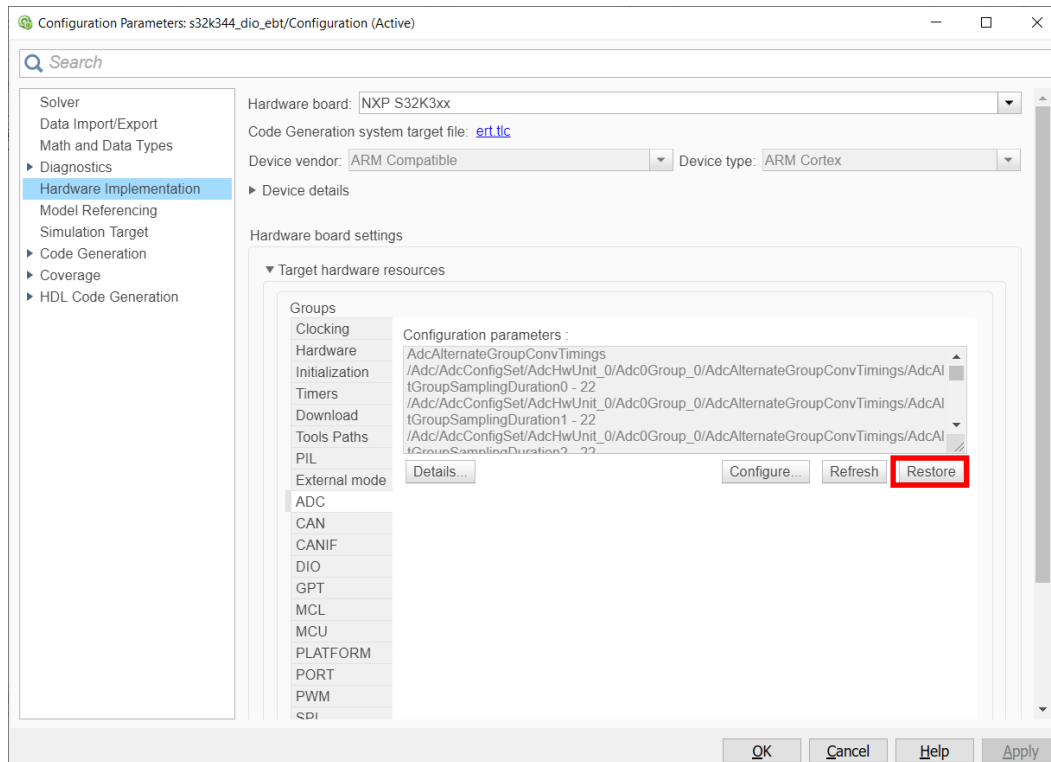 Configuration Parameters: s32k344_dio_ebt/Configuration (Active)
Search
Solver
Data Import/Export
Math and Data Types
Diagnostics
Hardware Implementation
Model Referencing
Simulation Target
Code Generation
Coverage
HDL Code Generation
Hardware board: NXP S32K3xx
Code Generation system target file: ert.tlc
Device vendor: ARM Compatible Device type: ARM Cortex
Device details
Hardware board settings
Target hardware resources
Groups
Clocking
Hardware
Initialization
Timers
Download
Tools Paths
PIL
External mode
ADC
CAN
CANIF
DIO
GPT
MCL
MCU
PLATFORM
PORT
PWM
SPI
Configuration parameters :
AdcAlternateGroupConvTimings
/Adc/AdcConfigSet/AdcHwUnit_0/Adc0Group_0/AdcAlternateGroupConvTimings/AdcAl
tGroupSamplingDuration0 - 22
/Adc/AdcConfigSet/AdcHwUnit_0/Adc0Group_0/AdcAlternateGroupConvTimings/AdcAl
tGroupSamplingDuration1 - 22
/Adc/AdcConfigSet/AdcHwUnit_0/Adc0Group_0/AdcAlternateGroupConvTimings/AdcAl
tGroupSamplingDuration2 - 22
Details... Configure... Refresh Restore
OK Cancel Help Apply